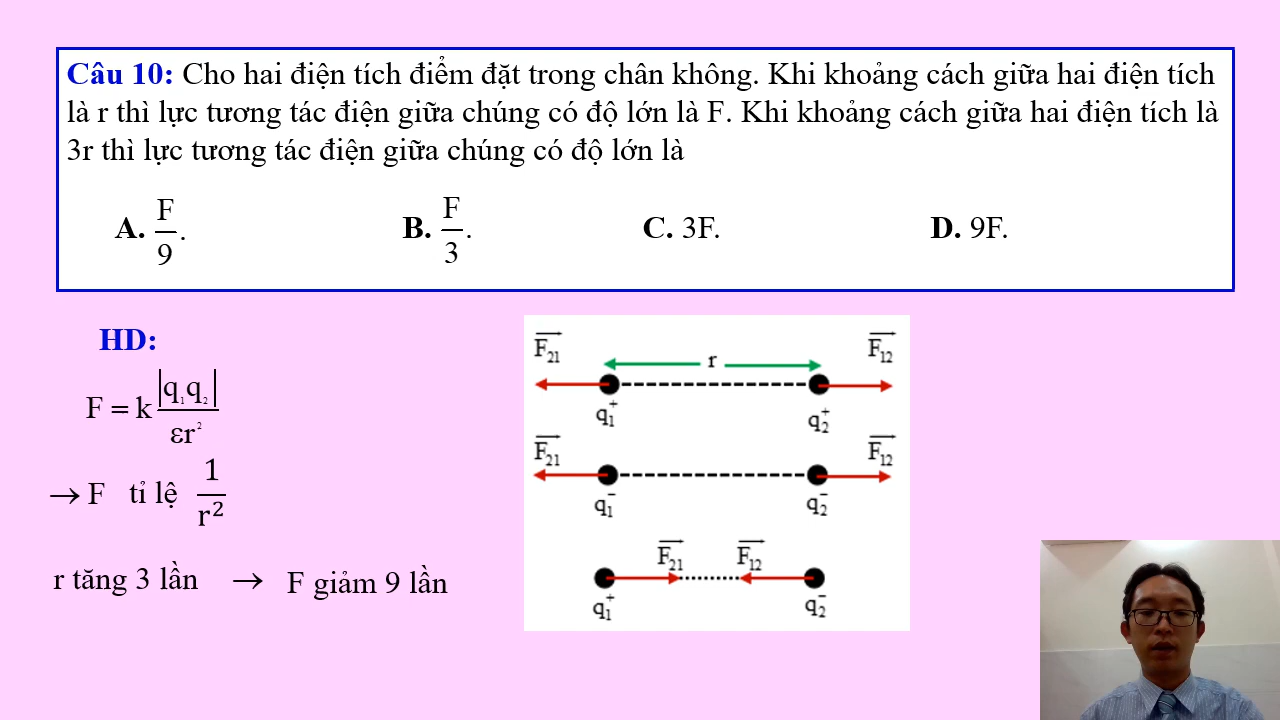 Câu 10: Cho hai điện tích điểm đặt trong chân không. Khi khoảng cách giữa hai điện tích
là r thì lực tương tác điện giữa chúng có độ lớn là F. Khi khoảng cách giữa hai điện tích là
3r thì lực tương tác điện giữa chúng có độ lớn là
A. F/9. B. F/3. C. 3F. D. 9F.
HD:
F = k |q₁q₂| / εr²
→ F tỉ lệ 1/r²
r tăng 3 lần → F giảm 9 lần
F₂₁ r F₁₂
q₁⁺ q₂⁺
F₂₁ F₁₂
q₁⁻ q₂⁻
F₂₁ F₁₂
q₁⁺ q₂⁻